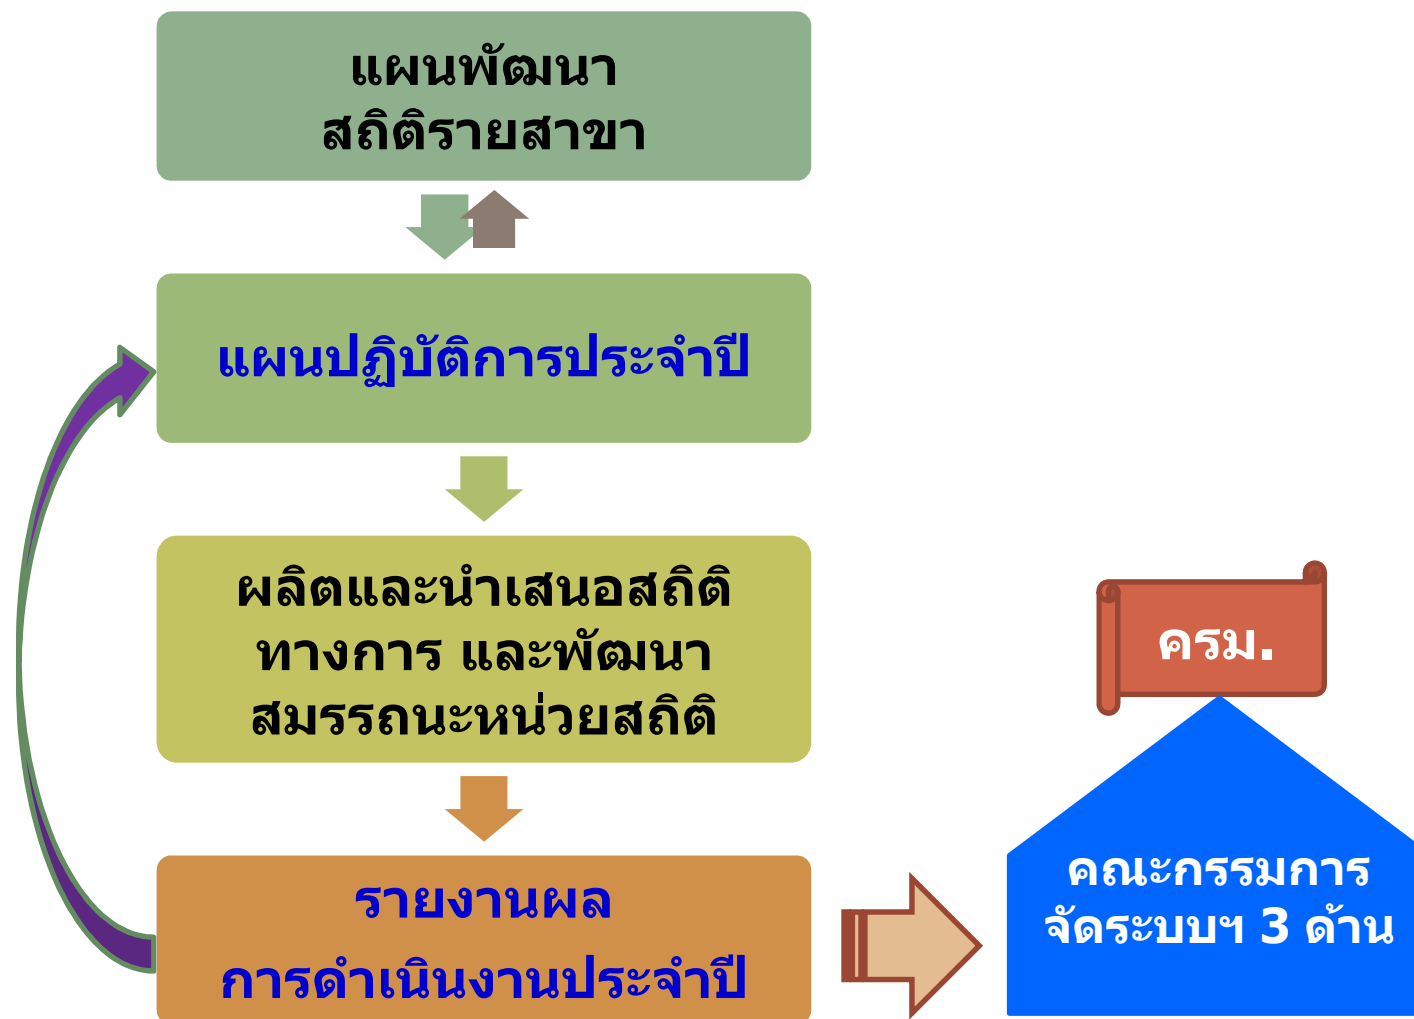 แผนพัฒนา
สถิติรายสาขา
แผนปฏิบัติการประจำปี
ผลิตและนำเสนอสถิติ
ทางการ และพัฒนา
สมรรถนะหน่วยสถิติ
ครม.
คณะกรรมการ
จัดระบบฯ 3 ด้าน
รายงานผล
การดำเนินงานประจำปี